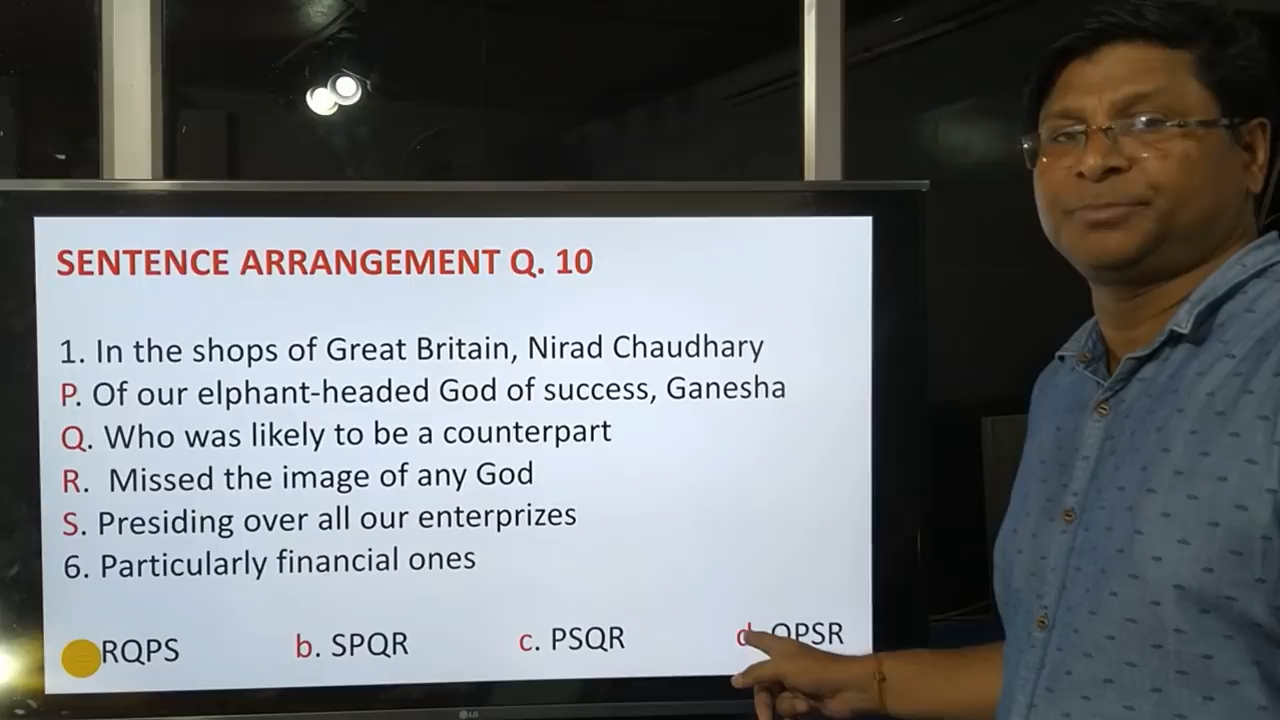 SENTENCE ARRANGEMENT Q. 10
1. In the shops of Great Britain, Nirad Chaudhary
P. Of our elphant-headed God of success, Ganesha
Q. Who was likely to be a counterpart
R. Missed the image of any God
S. Presiding over all our enterprizes
6. Particularly financial ones
RQPS b. SPQR c. PSQR d. QPSR
LG